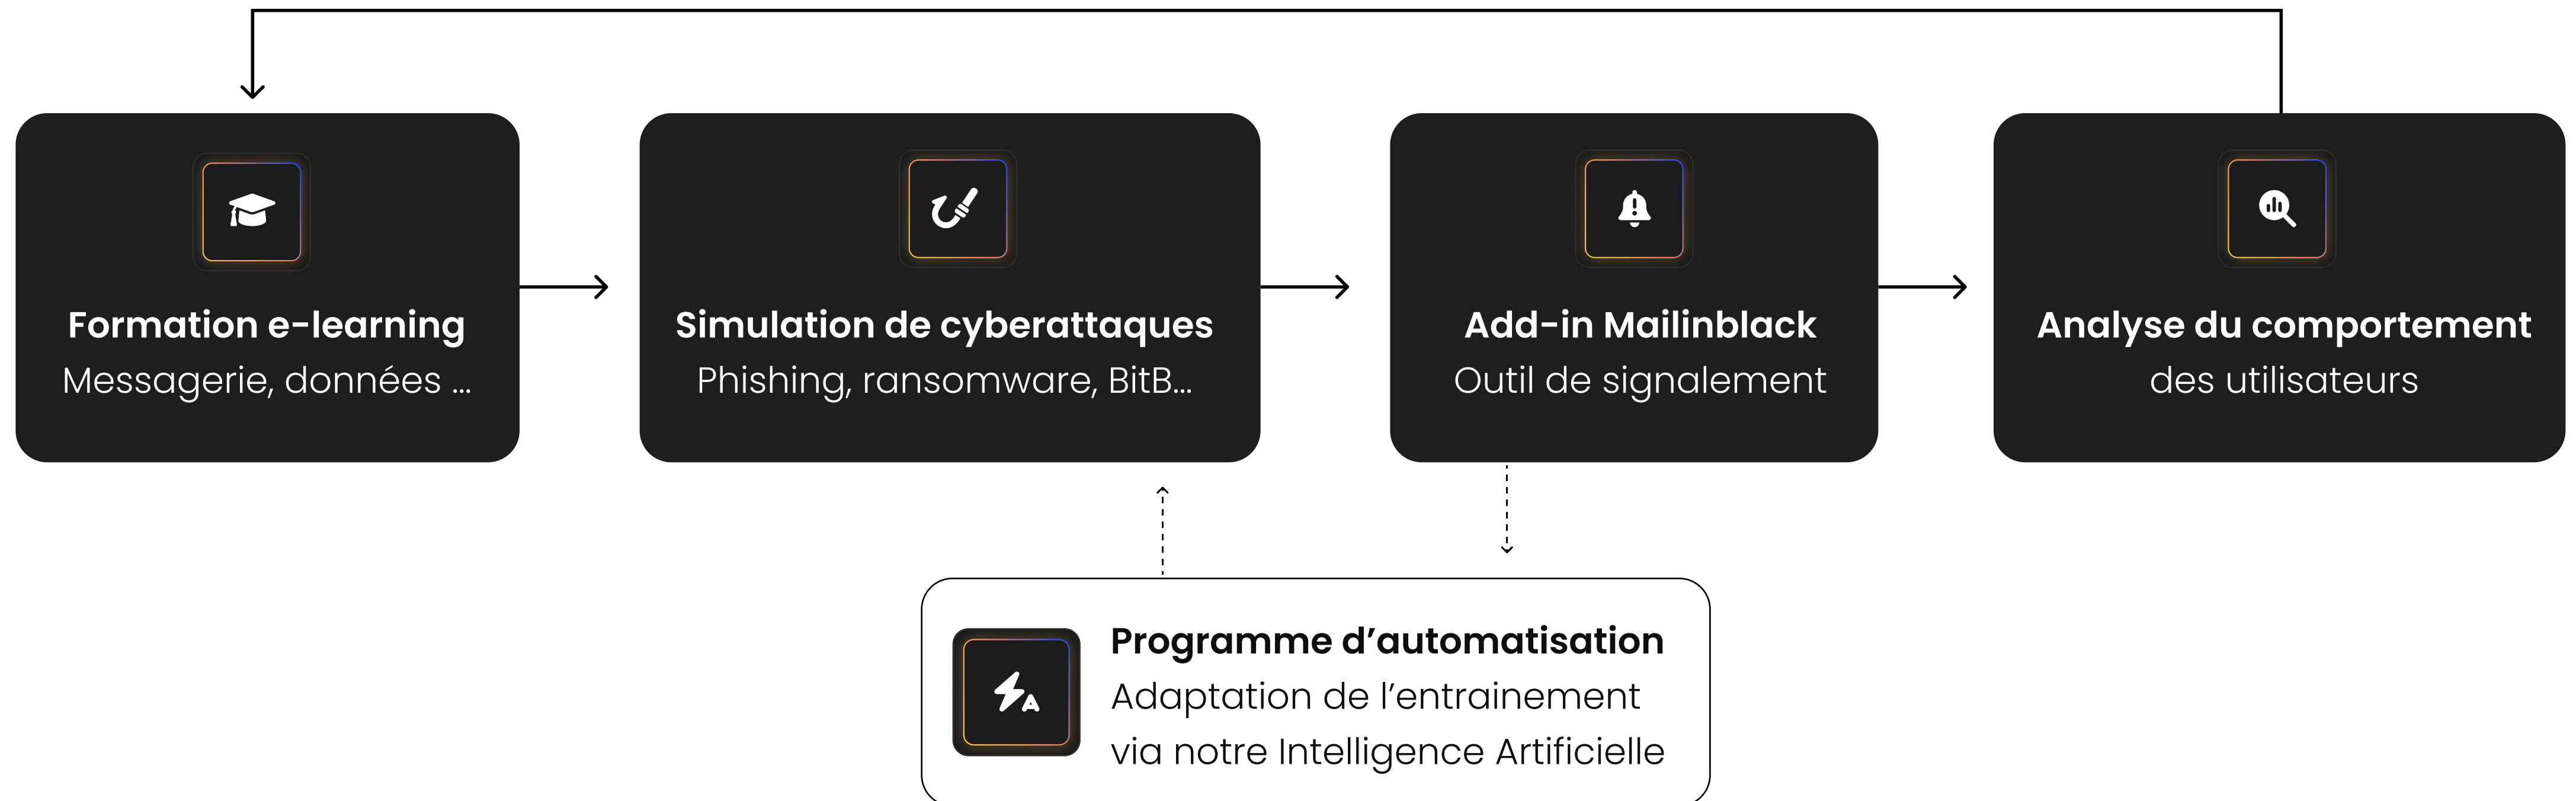 Formation e-learning
Messagerie, données ...
Simulation de cyberattaques
Phishing, ransomware, BitB...
Add-in Mailinblack
Outil de signalement
Analyse du comportement
des utilisateurs
Programme d’automatisation
Adaptation de l’entrainement
via notre Intelligence Artificielle